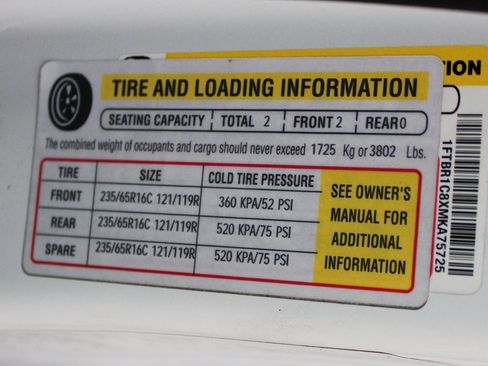 TION
TIRE AND LOADING INFORMATION
SEATING CAPACITY TOTAL 2 FRONT 2 REAR 0
The combined weight of occupants and cargo should never exceed 1725 Kg or 3802 Lbs.
TIRE SIZE COLD TIRE PRESSURE
FRONT 235/65R16C 121/119R 360 KPA/52 PSI
REAR 235/65R16C 121/119R 520 KPA/75 PSI
SPARE 235/65R16C 121/119R 520 KPA/75 PSI
SEE OWNER'S
MANUAL FOR
ADDITIONAL
INFORMATION
1FTBR1C8XMKA75725